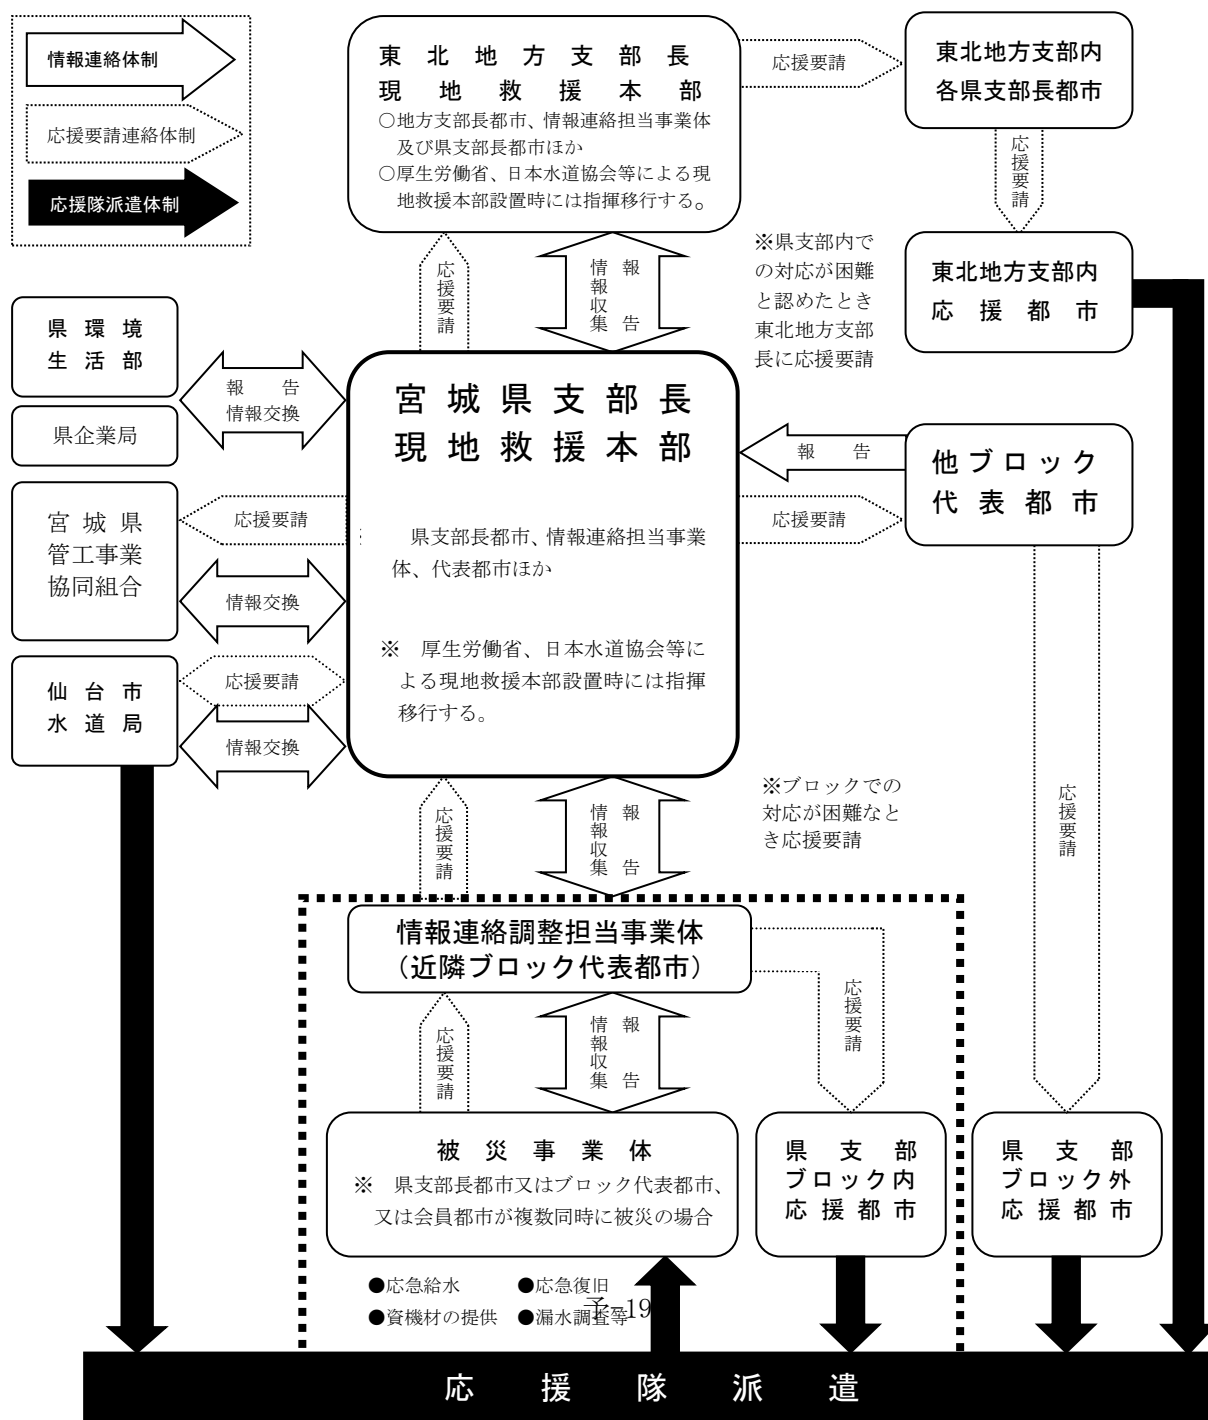 情報連絡体制
応援要請連絡体制
応援隊派遣体制
東北地方支部長
現地救援本部
○地方支部長都市、情報連絡担当事業体
及び県支部長都市ほか
○厚生労働省、日本水道協会等による現
地救援本部設置時には指揮移行する。
応援要請
東北地方支部内
各県支部長都市
応援要請
東北地方支部内
応援都市
※県支部内で
の対応が困難
と認めたとき
東北地方支部
長に応援要請
応援要請
情報収集
報告
県環境
生活部
県企業局
報告
情報交換
宮城県支部長
現地救援本部
県支部長都市、情報連絡担当事業
体、代表都市ほか
※ 厚生労働省、日本水道協会等に
よる現地救援本部設置時には指揮
移行する。
報告
他ブロック
代表都市
応援要請
宮城県
管工事業
協同組合
応援要請
情報交換
仙台市
水道局
応援要請
情報交換
※ブロックでの
対応が困難なと
き応援要請
応援要請
応援要請
情報収集
報告
情報連絡調整担当事業体
（近隣ブロック代表都市）
応援要請
応援要請
情報収集
報告
被災事業体
※ 県支部長都市又はブロック代表都市、
又は会員都市が複数同時に被災の場合
県支部
ブロック内
応援都市
県支部
ブロック外
応援都市
●応急給水 ●応急復旧
●資機材の提供 ●漏水調査等
予-19
応援隊派遣